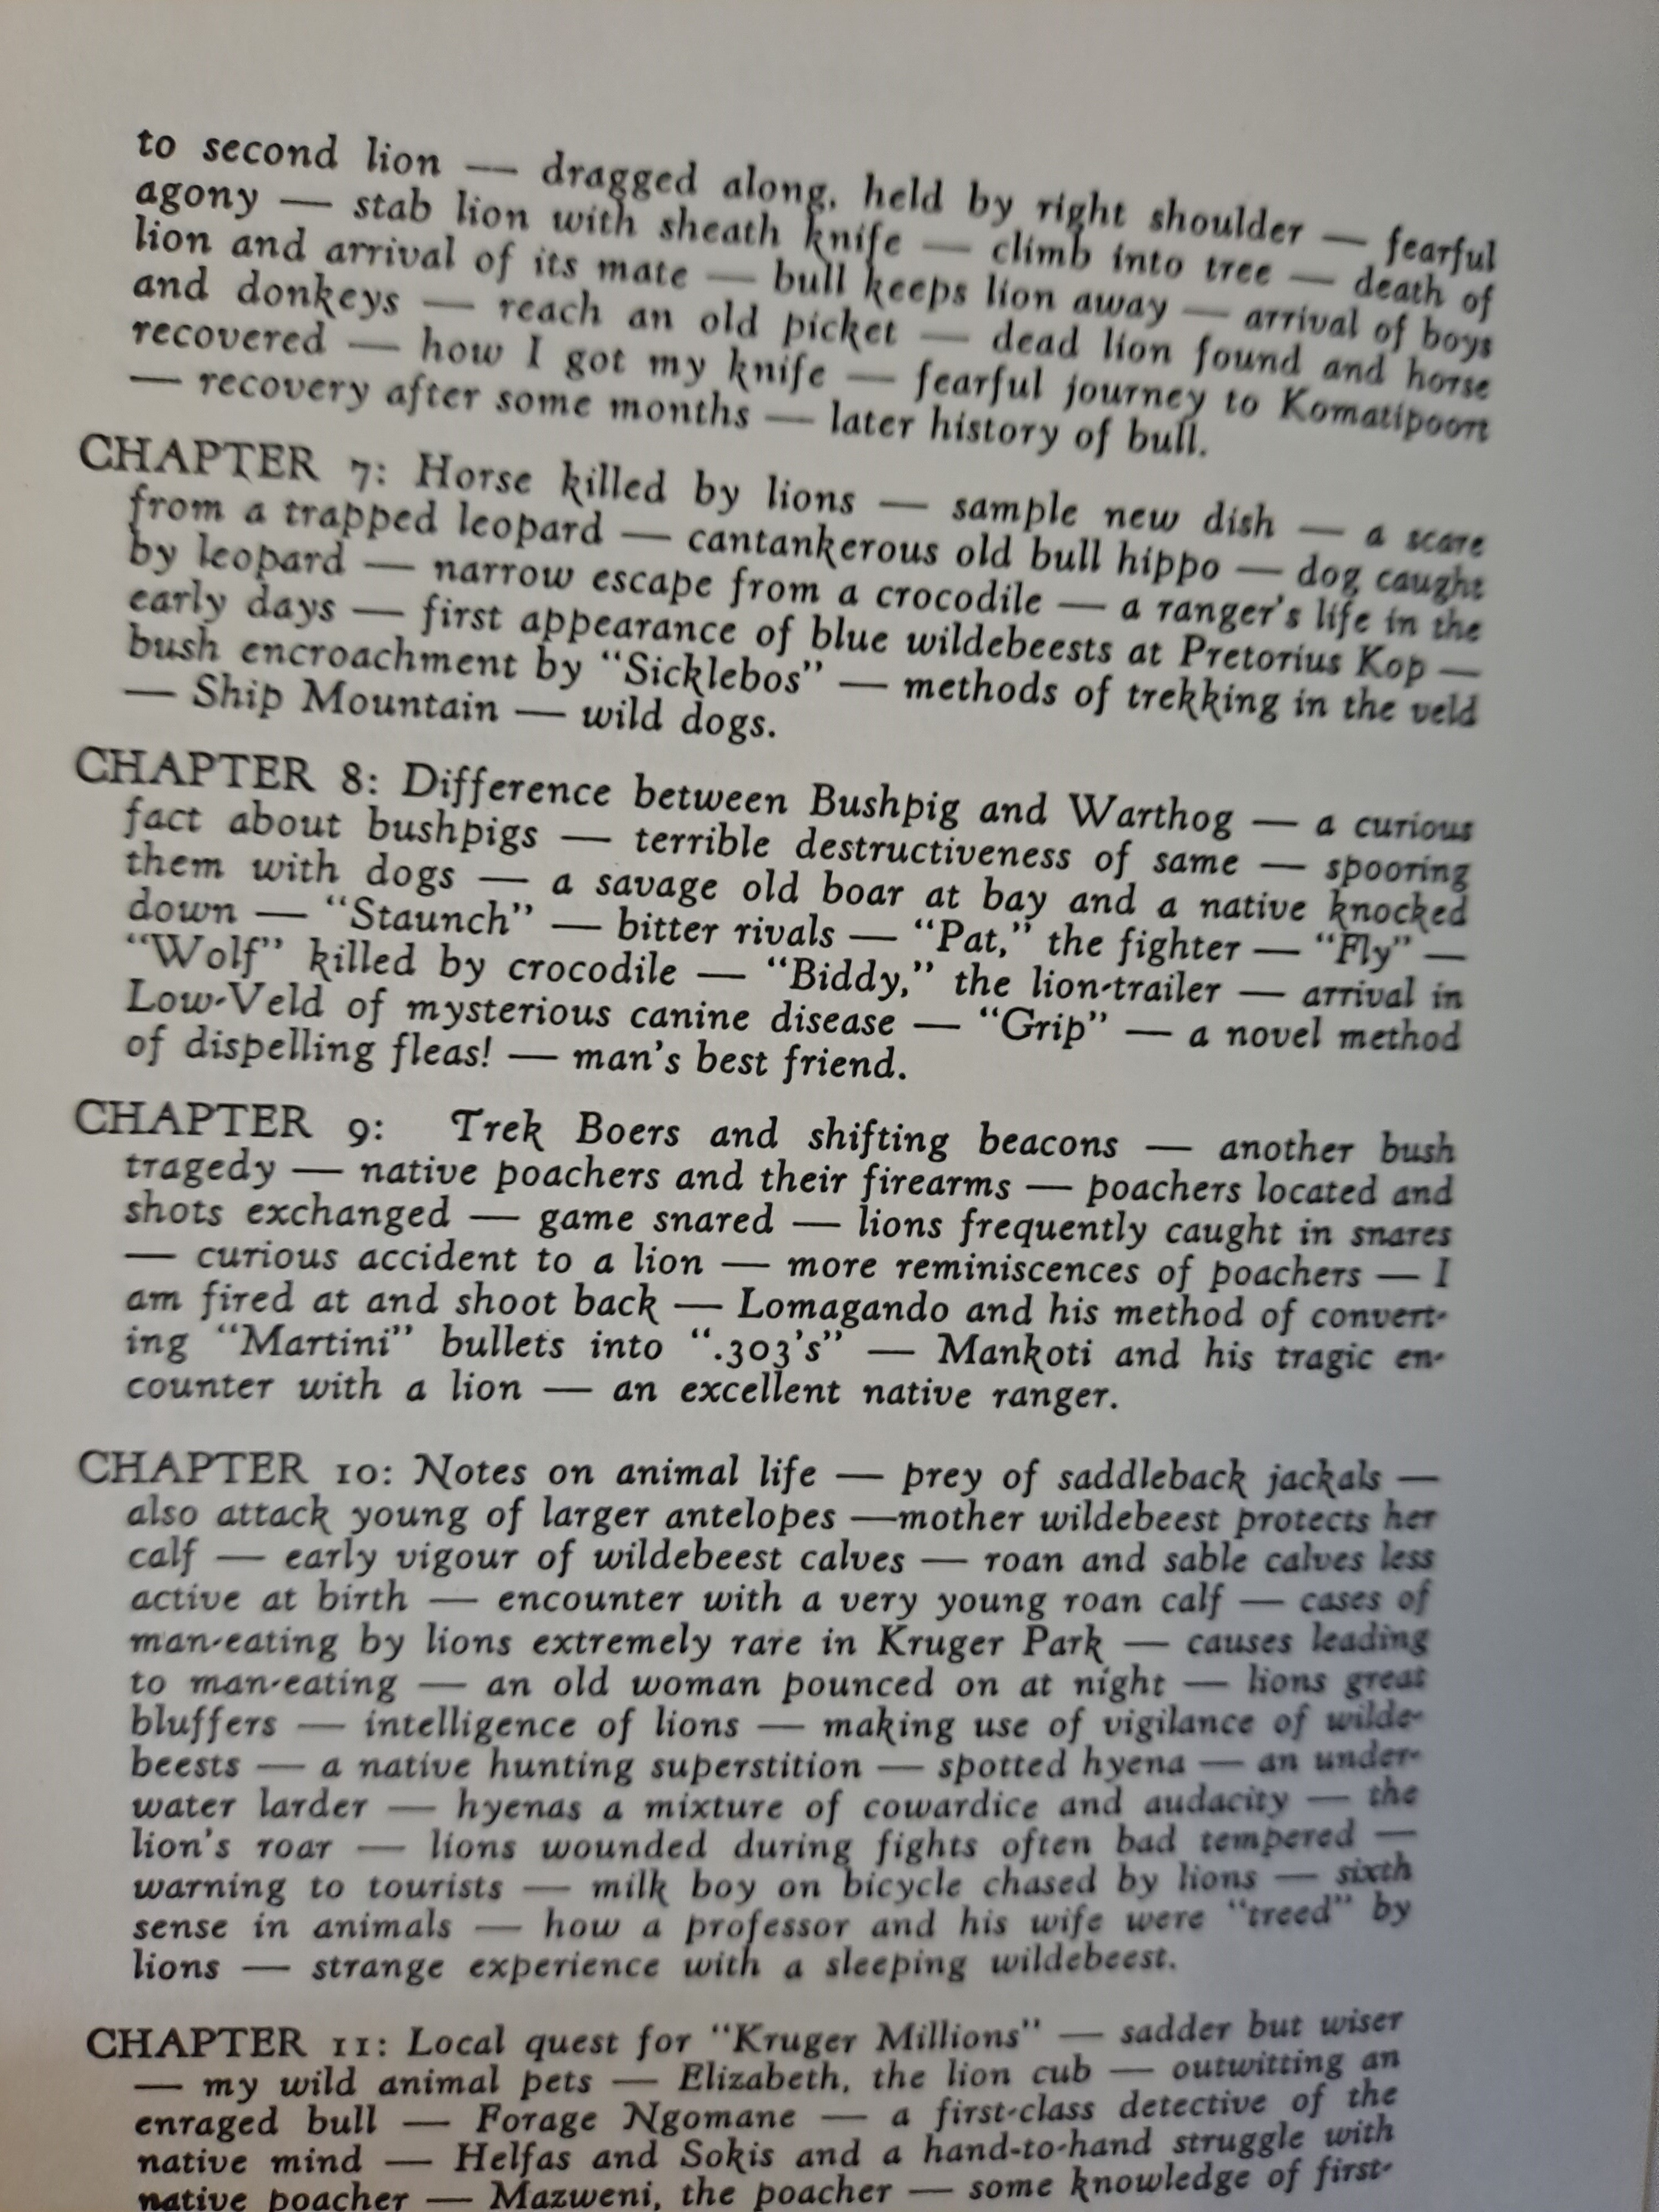 to second lion — dragged along, held by right shoulder — fearful
agony — stab lion with sheath knife — climb into tree — death of
lion and arrival of its mate — bull keeps lion away — arrival of boys
and donkeys — reach an old picket — dead lion found and horse
recovered — how I got my knife — fearful journey to Komatipoort
— recovery after some months — later history of bull.
CHAPTER 7: Horse killed by lions — sample new dish — a scare
from a trapped leopard — cantankerous old bull hippo — dog caught
by leopard — narrow escape from a crocodile — a ranger's life in the
early days — first appearance of blue wildebeests at Pretorius Kop —
bush encroachment by "Sicklebos" — methods of trekking in the veld
— Ship Mountain — wild dogs.
CHAPTER 8: Difference between Bushpig and Warthog — a curious
fact about bushpigs — terrible destructiveness of same — spooring
them with dogs — a savage old boar at bay and a native knocked
down — "Staunch" — bitter rivals — "Pat," the fighter — "Fly" —
"Wolf" killed by crocodile — "Biddy," the lion-trailer — arrival in
Low-Veld of mysterious canine disease — "Grip" — a novel method
of dispelling fleas! — man's best friend.
CHAPTER 9: Trek Boers and shifting beacons — another bush
tragedy — native poachers and their firearms — poachers located and
shots exchanged — game snared — lions frequently caught in snares
— curious accident to a lion — more reminiscences of poachers — I
am fired at and shoot back — Lomagando and his method of convert-
ing "Martini" bullets into ".303's" — Mankoti and his tragic en-
counter with a lion — an excellent native ranger.
CHAPTER 10: Notes on animal life — prey of saddleback jackals —
also attack young of larger antelopes —mother wildebeest protects her
calf — early vigour of wildebeest calves — roan and sable calves less
active at birth — encounter with a very young roan calf — cases of
man-eating by lions extremely rare in Kruger Park — causes leading
to man-eating — an old woman pounced on at night — lions great
bluffers — intelligence of lions — making use of vigilance of wilde-
beests — a native hunting superstition — spotted hyena — an under-
water larder — hyenas a mixture of cowardice and audacity — the
lion's roar — lions wounded during fights often bad tempered —
warning to tourists — milk boy on bicycle chased by lions — sixth
sense in animals — how a professor and his wife were "treed" by
lions — strange experience with a sleeping wildebeest.
CHAPTER 11: Local quest for "Kruger Millions" — sadder but wiser
— my wild animal pets — Elizabeth, the lion cub — outwitting an
enraged bull — Forage Ngomane — a first-class detective of the
native mind — Helfas and Sokis and a hand-to-hand struggle with
native poacher — Mazweni, the poacher — some knowledge of first-